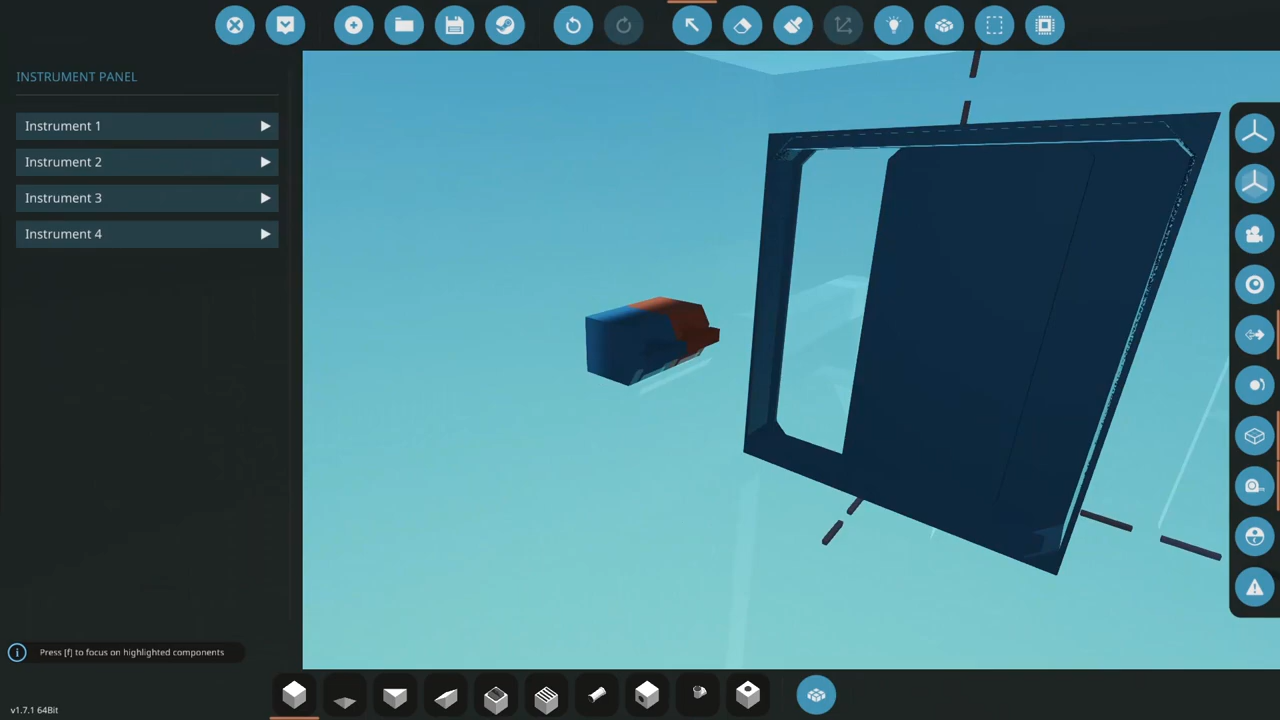 INSTRUMENT PANEL
Instrument 1
Instrument 2
Instrument 3
Instrument 4
Press [f] to focus on highlighted components
v1.7.1 64Bit